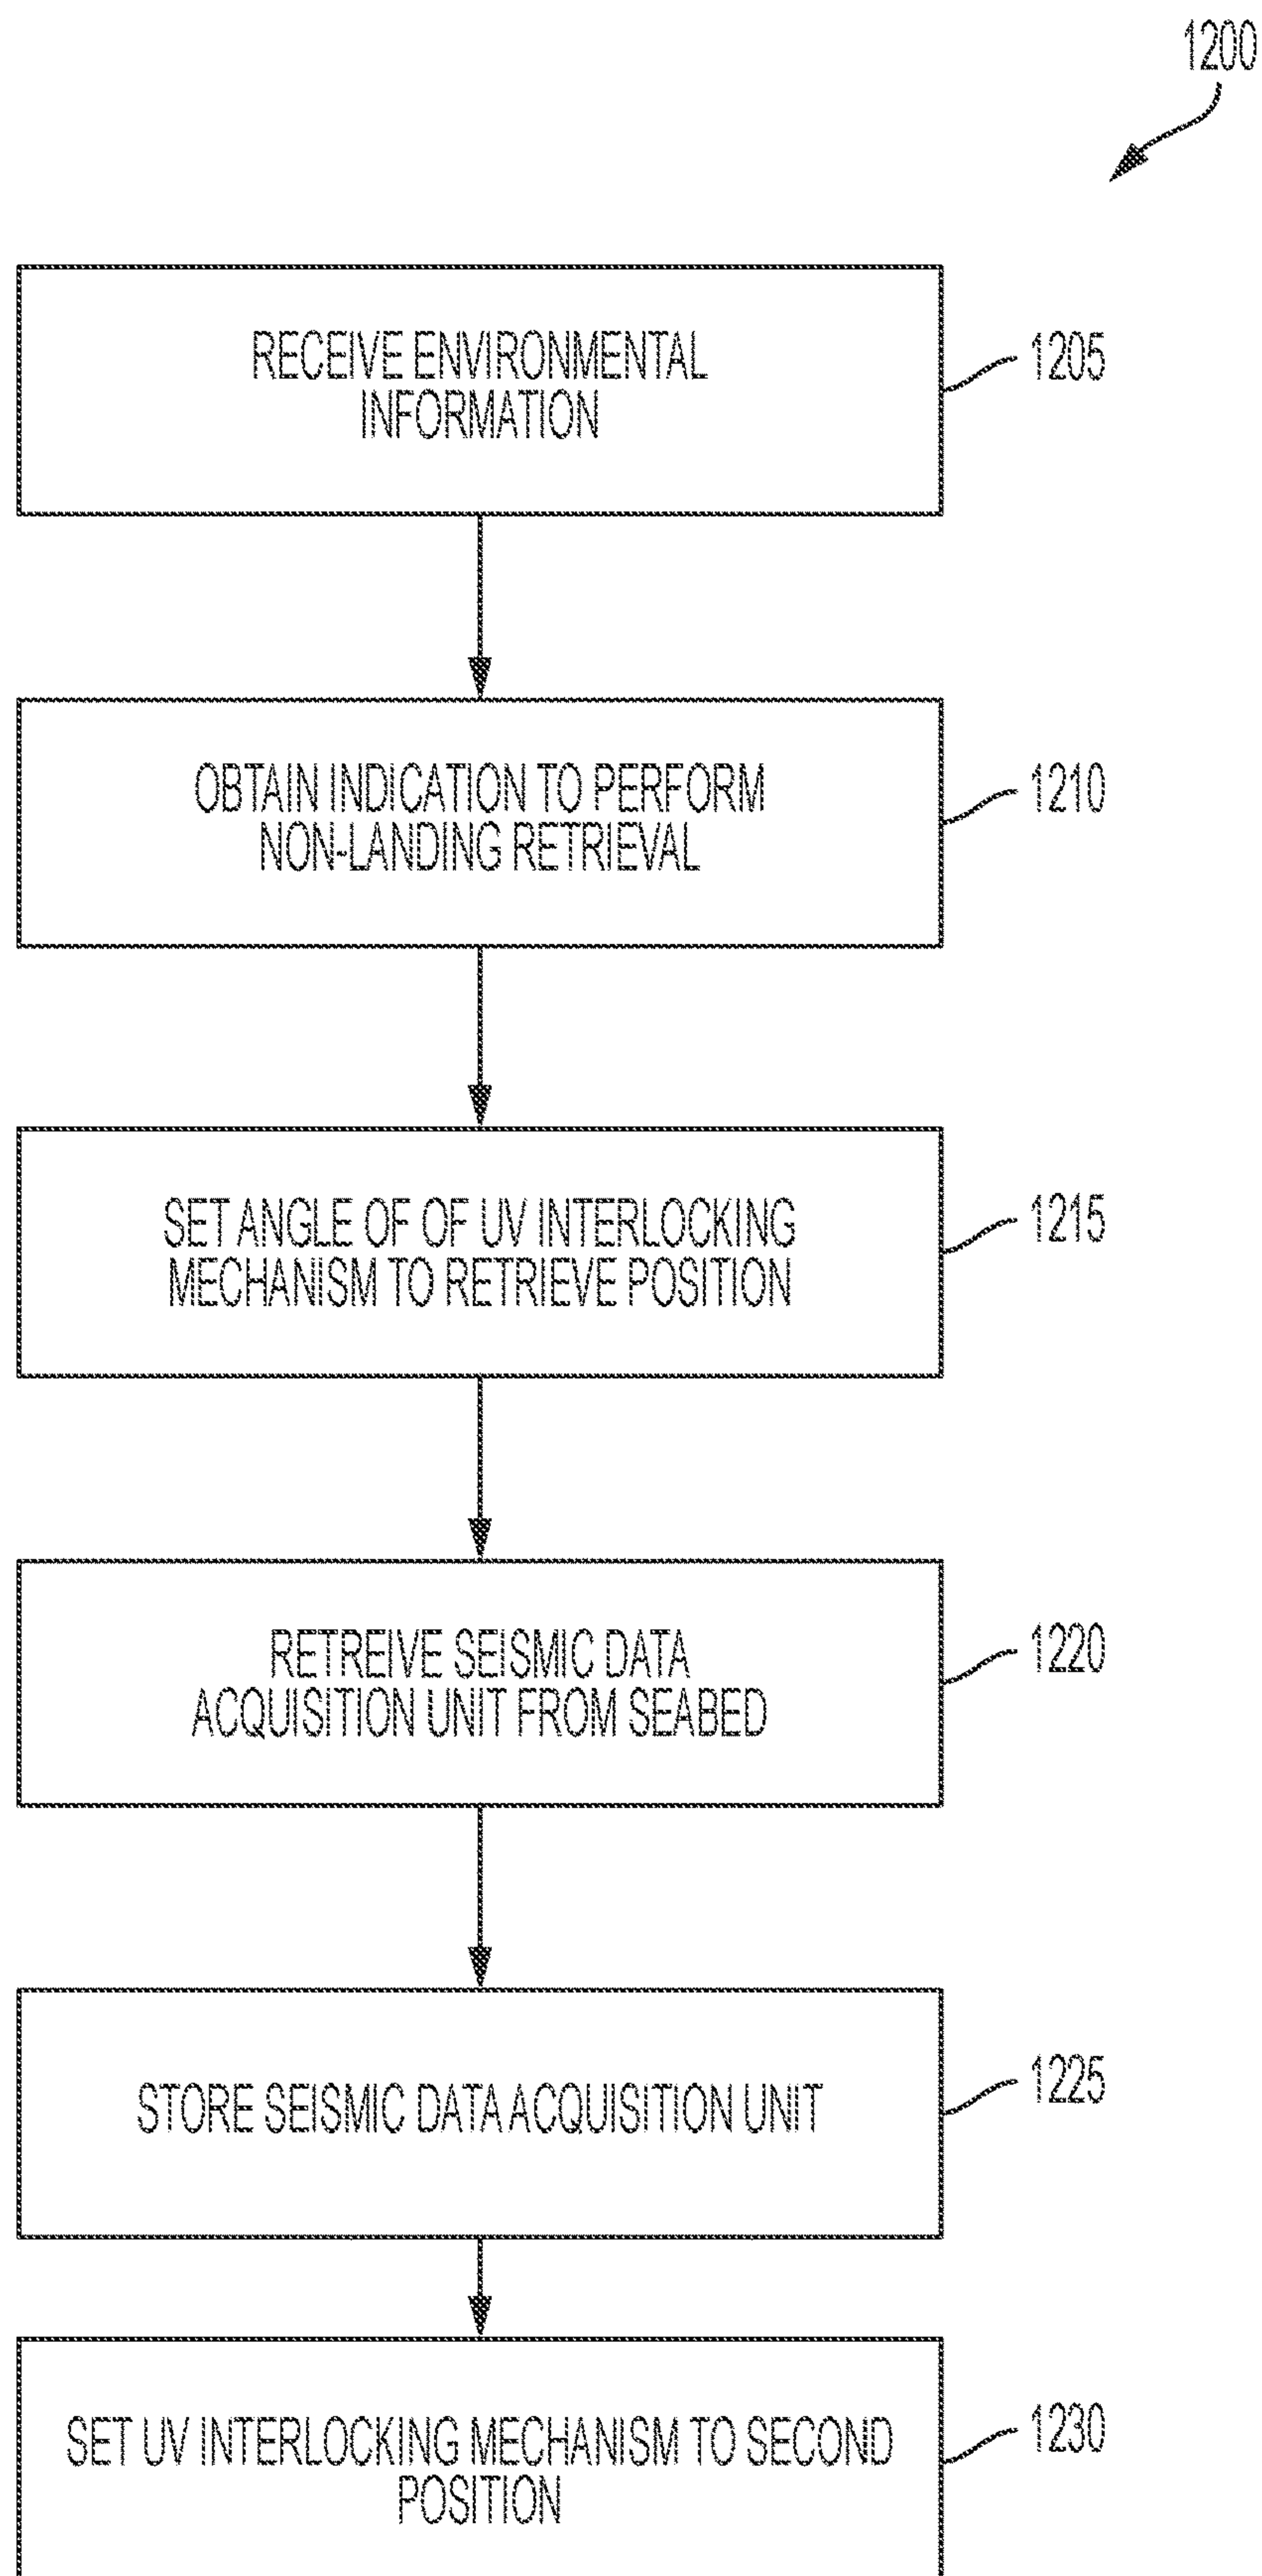 1200
RECEIVE ENVIRONMENTAL
INFORMATION
1205
OBTAIN INDICATION TO PERFORM
NON-LANDING RETRIEVAL
1210
SET ANGLE OF OF UV INTERLOCKING
MECHANISM TO RETRIEVE POSITION
1215
RETREIVE SEISMIC DATA
ACQUISITION UNIT FROM SEABED
1220
STORE SEISMIC DATA ACQUISITION UNIT
1225
SET UV INTERLOCKING MECHANISM TO SECOND
POSITION
1230